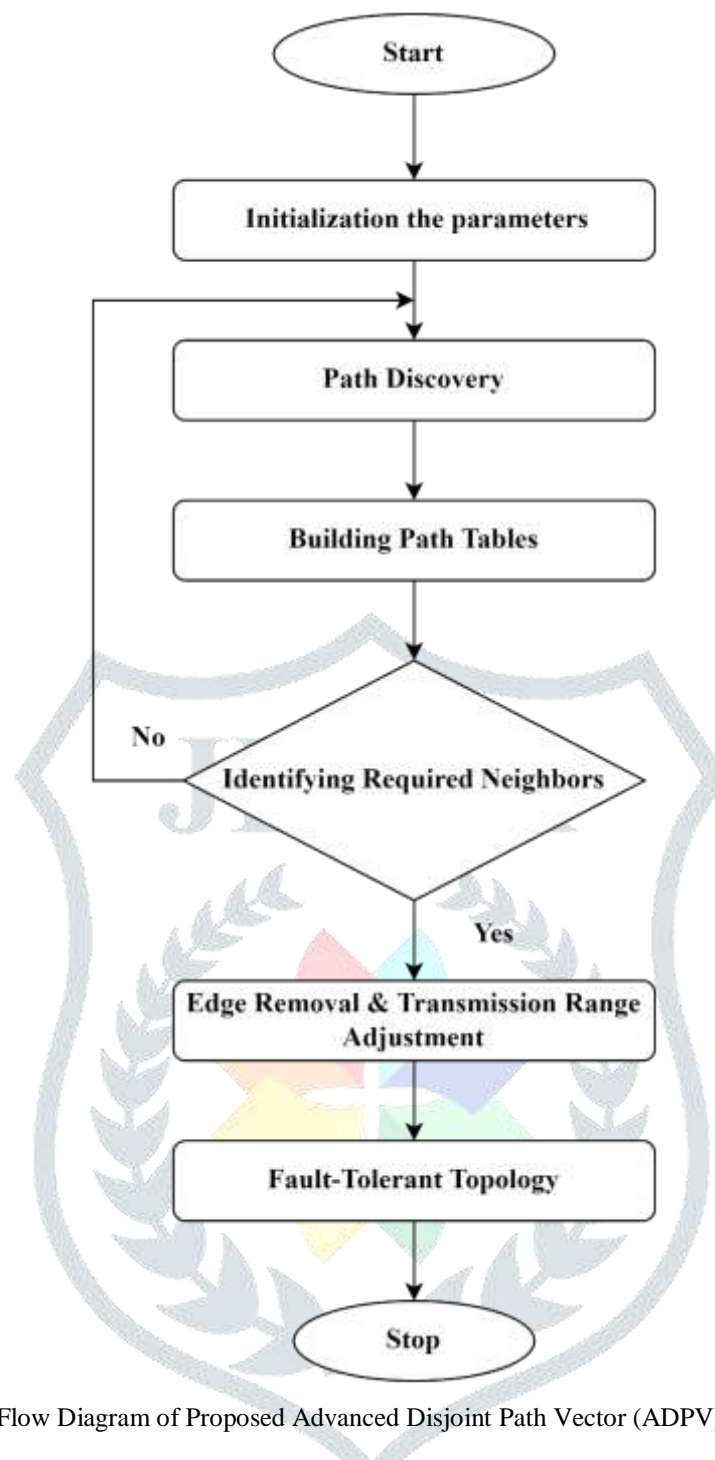 Start
Initialization the parameters
Path Discovery
Building Path Tables
No
Identifying Required Neighbors
Yes
Edge Removal & Transmission Range
Adjustment
Fault-Tolerant Topology
Stop
Flow Diagram of Proposed Advanced Disjoint Path Vector (ADPV)